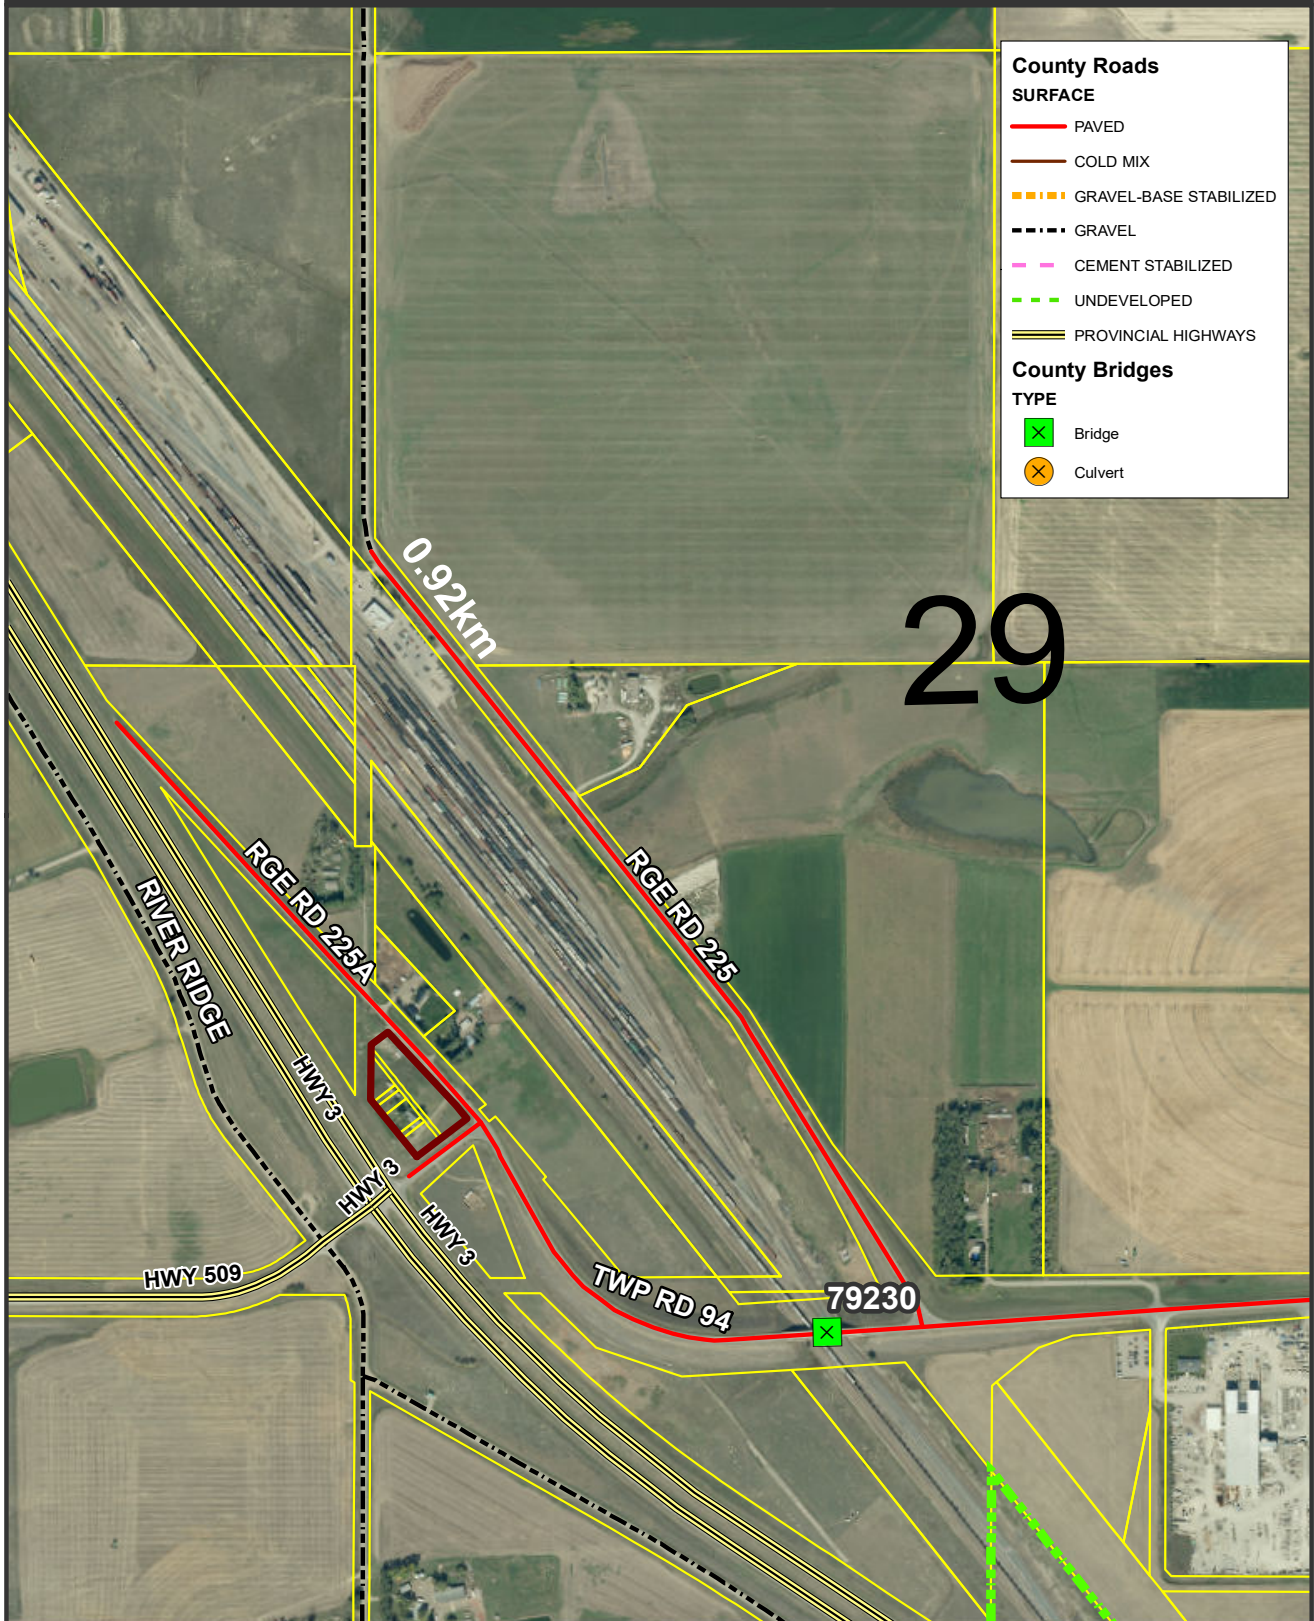 County Roads
SURFACE
PAVED
COLD MIX
GRAVEL-BASE STABILIZED
GRAVEL
CEMENT STABILIZED
UNDEVELOPED
PROVINCIAL HIGHWAYS
County Bridges
TYPE
Bridge
Culvert
0.92km
29
RGE RD 225A
RGE RD 225
RIVER RIDGE
HWY 3
HWY 3
HWY 3
HWY 509
TWP RD 94
79230